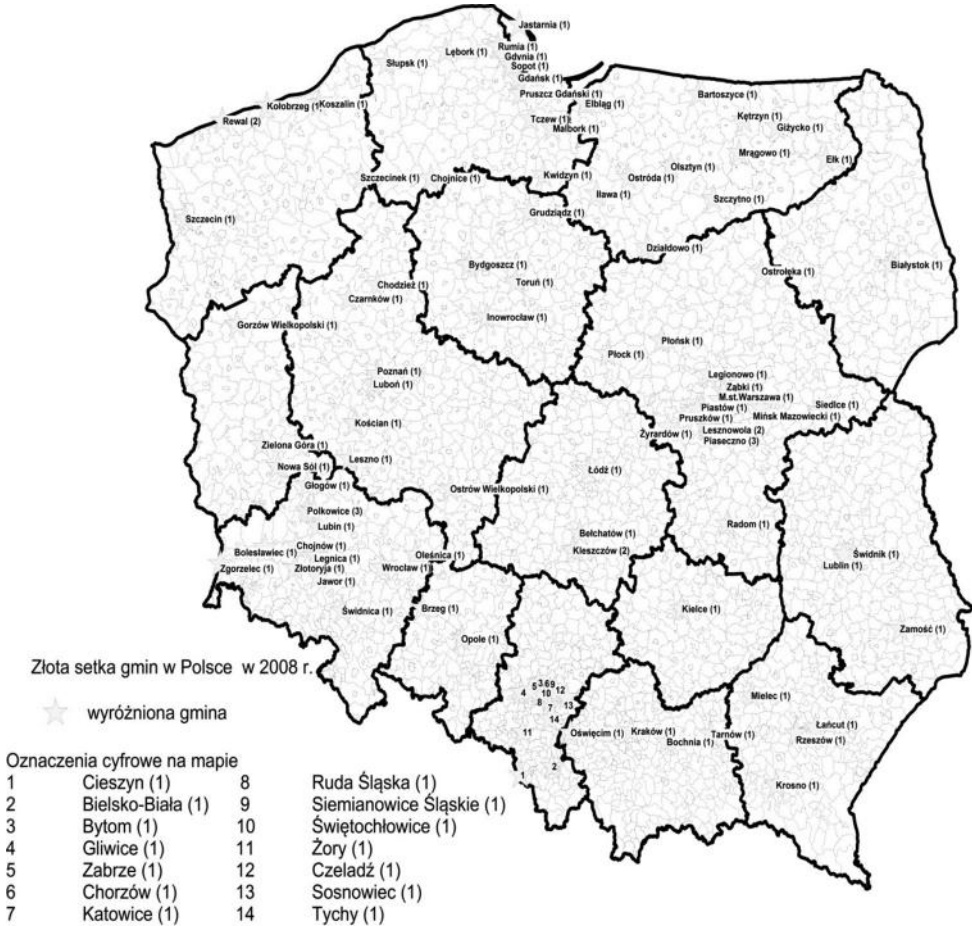 Jastarnia (1)
Rumia (1)
Lębork (1)
Gdynia (1)
Słupsk (1)
Sopot (1)
Gdańsk (1)
Pruszcz Gdański (1)
Bartoszyce (1)
Kołobrzeg (1)
Koszalin (1)
Elbląg (1)
Kętrzyn (1)
Rewal (2)
Tczew (1)
Malbork (1)
Giżycko (1)
Mrągowo (1)
Ełk (1)
Olsztyn (1)
Szczecinek (1)
Chojnice (1)
Kwidzyn (1)
Ostróda (1)
Iława (1)
Szczytno (1)
Szczecin (1)
Grudziądz (1)
Działdowo (1)
Bydgoszcz (1)
Ostrołęka (1)
Białystok (1)
Chodzież (1)
Toruń (1)
Czarnków (1)
Inowrocław (1)
Gorzów Wielkopolski (1)
Płońsk (1)
Płock (1)
Poznań (1)
Legionowo (1)
Luboń (1)
Ząbki (1)
M.st.Warszawa (1)
Piastów (1)
Siedlce (1)
Pruszków (1)
Mińsk Mazowiecki (1)
Kościan (1)
Lesznowola (2)
Żyrardów (1)
Piaseczno (3)
Zielona Góra (1)
Leszno (1)
Nowa Sól (1)
Łódź (1)
Głogów (1)
Ostrów Wielkopolski (1)
Polkowice (3)
Lubin (1)
Radom (1)
Bełchatów (1)
Chojnów (1)
Kleszczów (2)
Bolesławiec (1)
Legnica (1)
Oleśnica (1)
Świdnik (1)
Zgorzelec (1)
Złotoryja (1)
Wrocław (1)
Lublin (1)
Jawor (1)
Świdnica (1)
Brzeg (1)
Kielce (1)
Opole (1)
Zamość (1)
Złota setka gmin w Polsce w 2008 r.
3 6 9
5 10 12
4
8 7 13
14
11
2
1
Mielec (1)
wyróżniona gmina
Oświęcim (1)
Kraków (1)
Bochnia (1)
Tarnów (1)
Łańcut (1)
Rzeszów (1)
Krosno (1)
Oznaczenia cyfrowe na mapie
1 Cieszyn (1) 8 Ruda Śląska (1)
2 Bielsko-Biała (1) 9 Siemianowice Śląskie (1)
3 Bytom (1) 10 Świętochłowice (1)
4 Gliwice (1) 11 Żory (1)
5 Zabrze (1) 12 Czeladź (1)
6 Chorzów (1) 13 Sosnowiec (1)
7 Katowice (1) 14 Tychy (1)